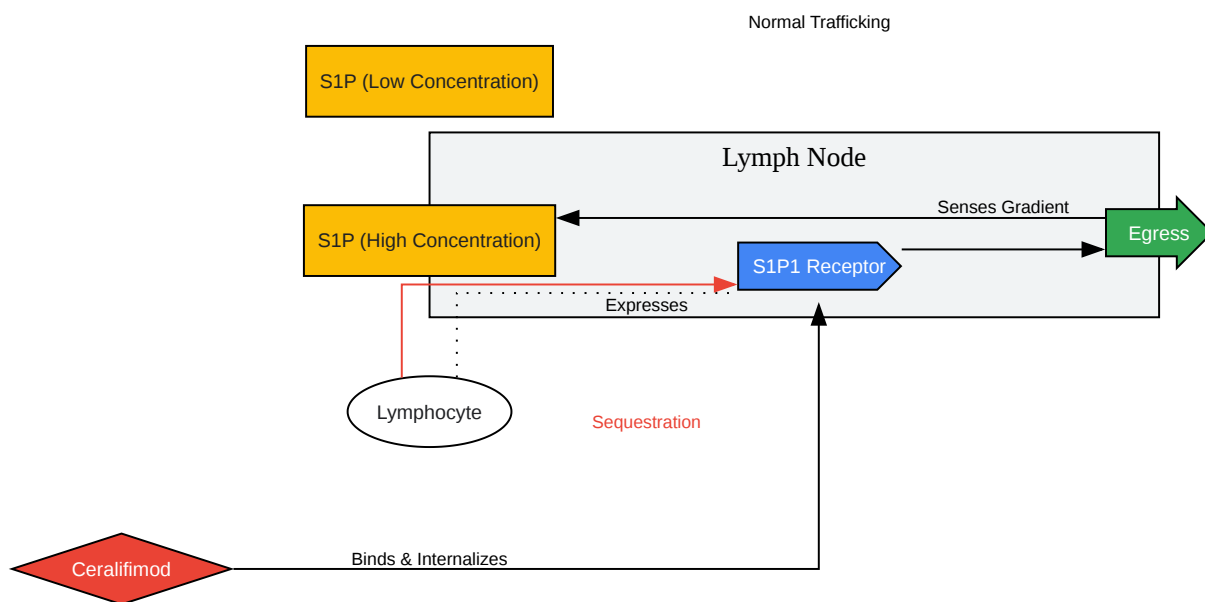 Normal Trafficking
S1P (Low Concentration)
Lymph Node
Senses Gradient
S1P (High Concentration)
Egress
S1P1 Receptor
Expresses
Lymphocyte
Sequestration
Binds & Internalizes
Ceralifimod